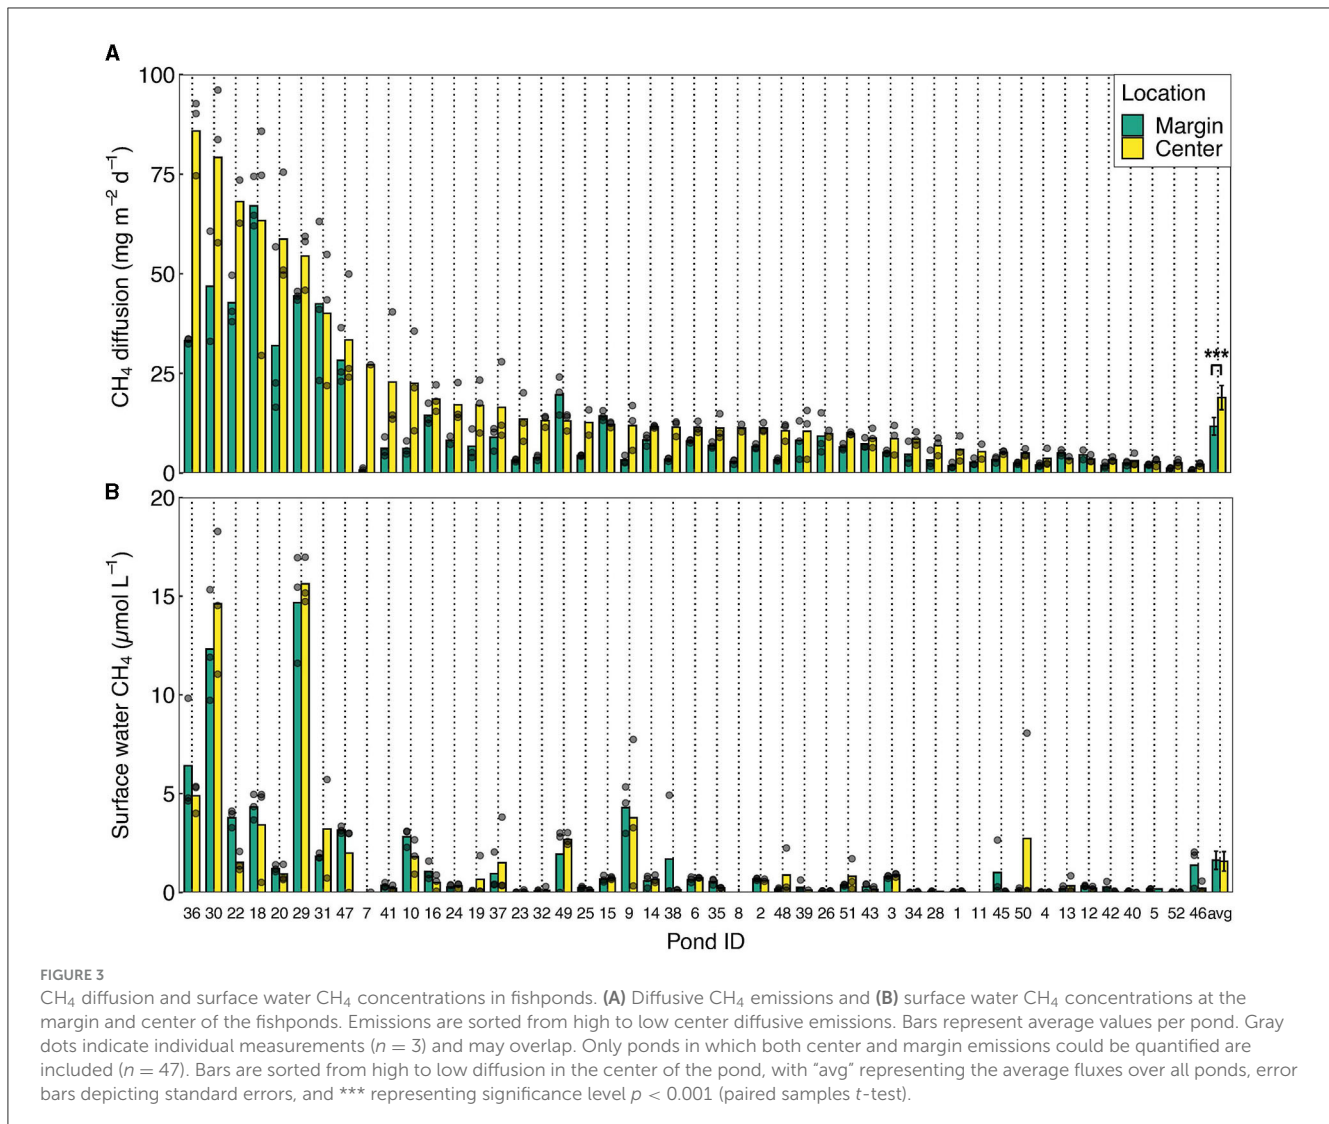 A
100
75
50
25
0
CH₄ diffusion (mg m⁻² d⁻¹)
Location
Margin
Center
***
B
20
15
10
5
0
Surface water CH₄ (µmol L⁻¹)
36 30 22 18 20 29 31 47 7 41 10 16 24 19 37 23 32 49 25 15 9 14 38 6 35 8 2 48 39 26 51 43 3 34 28 1 11 45 50 4 13 12 42 40 5 52 46 avg
Pond ID
FIGURE 3
CH₄ diffusion and surface water CH₄ concentrations in fishponds. (A) Diffusive CH₄ emissions and (B) surface water CH₄ concentrations at the
margin and center of the fishponds. Emissions are sorted from high to low center diffusive emissions. Bars represent average values per pond. Gray
dots indicate individual measurements (n = 3) and may overlap. Only ponds in which both center and margin emissions could be quantified are
included (n = 47). Bars are sorted from high to low diffusion in the center of the pond, with “avg” representing the average fluxes over all ponds, error
bars depicting standard errors, and *** representing significance level p < 0.001 (paired samples t-test).